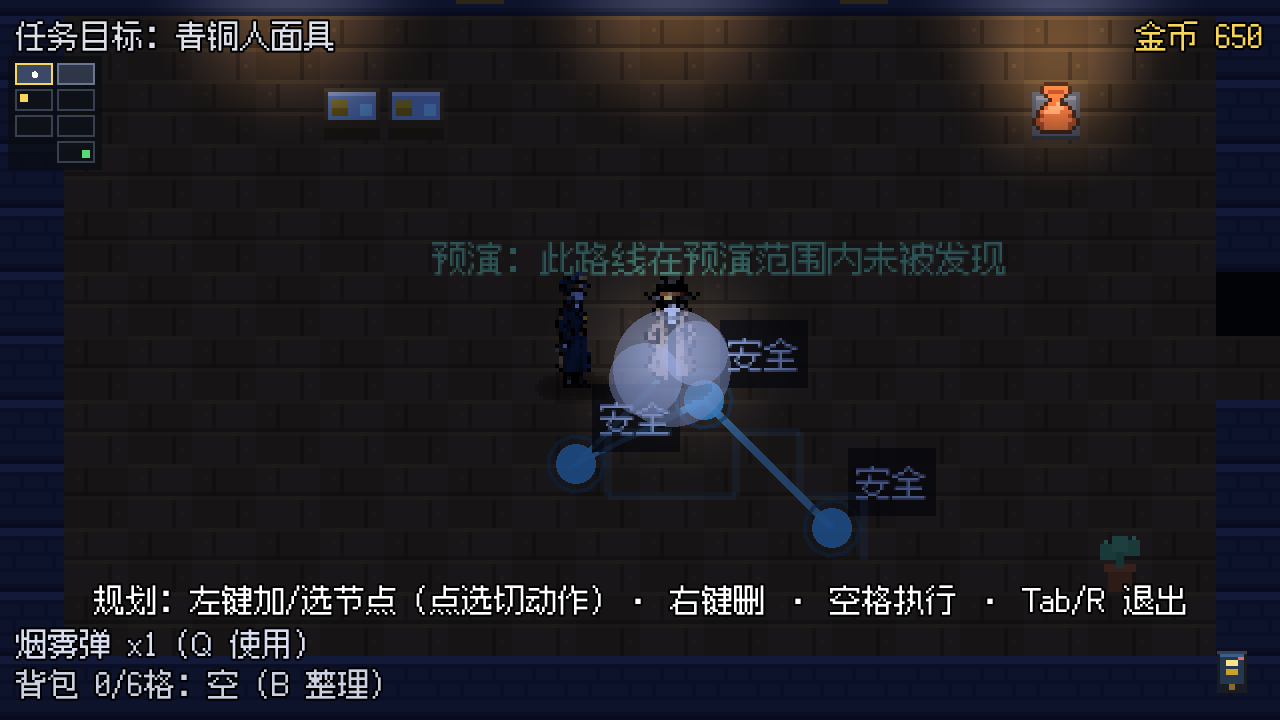 任务目标：青铜人面具
金币 650
预演：此路线在预演范围内未被发现
安全
安全
安全
规划：左键加/选节点（点选切动作） · 右键删 · 空格执行 · Tab/R 退出
烟雾弹 x1（Q 使用）
背包 0/6格：空（B 整理）